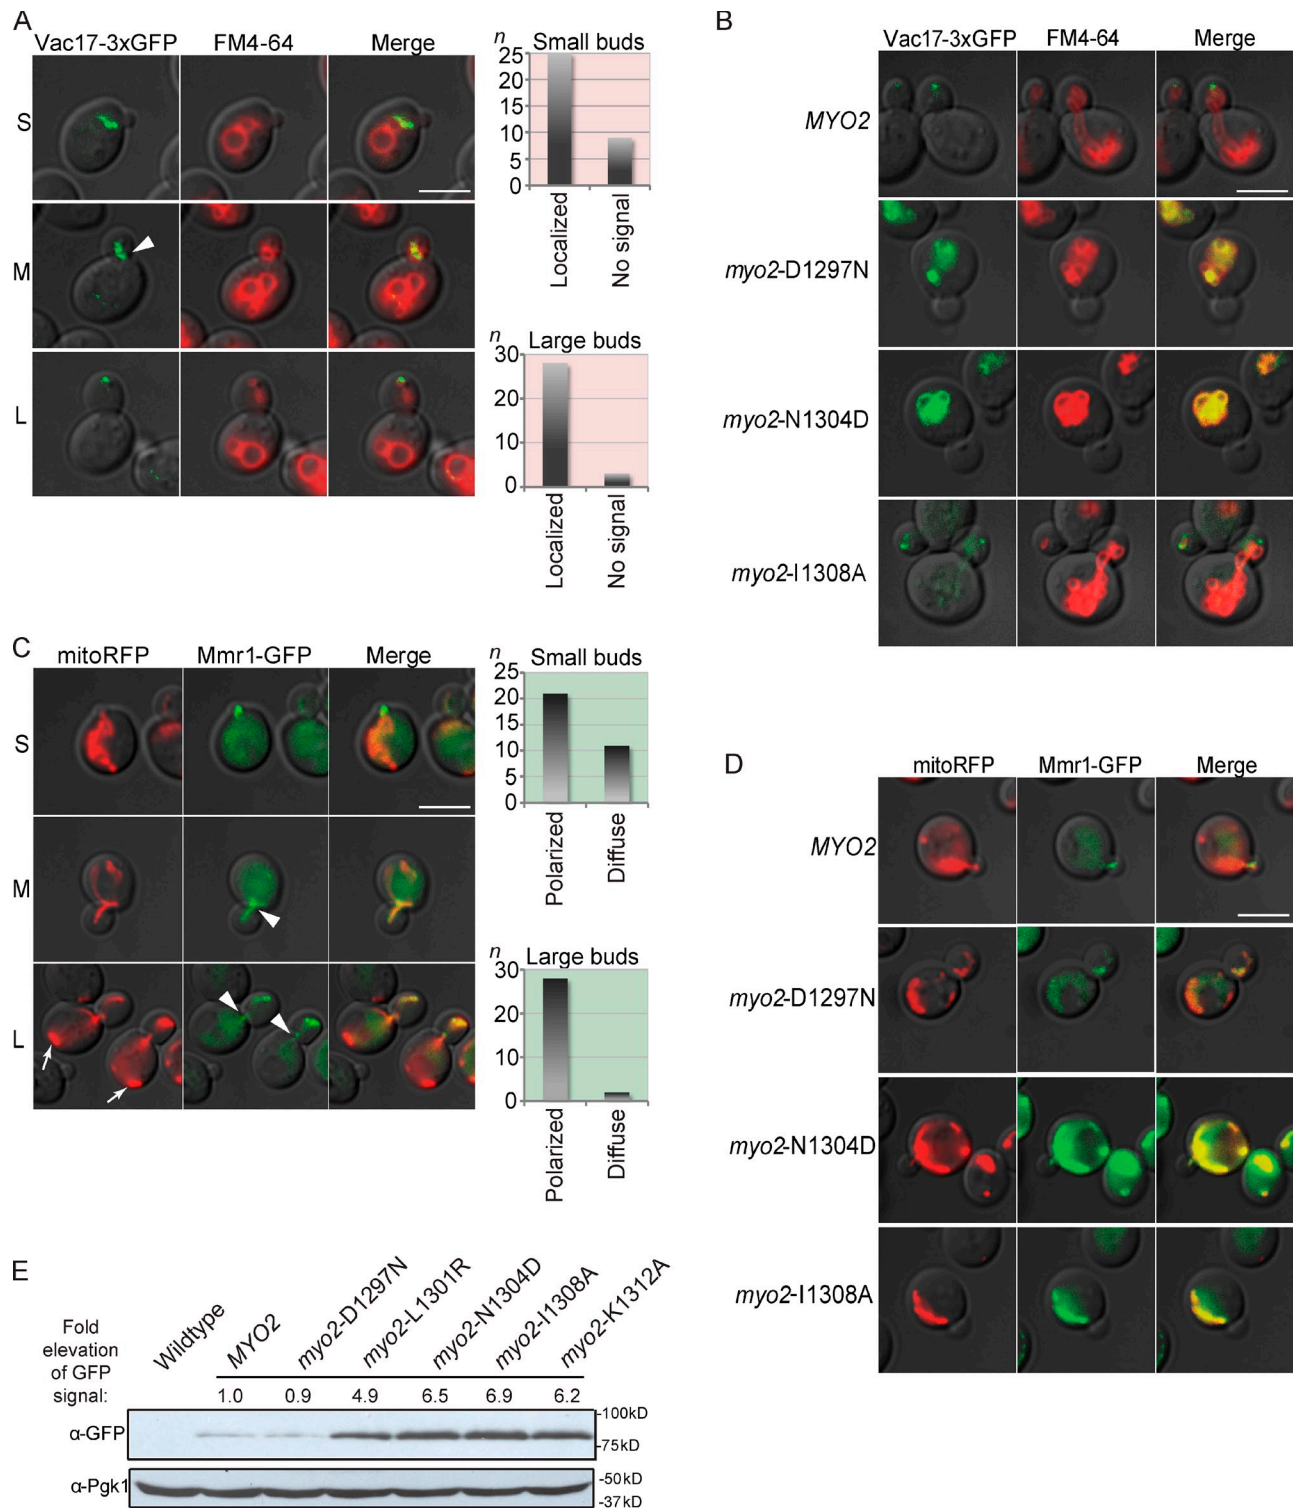 A
Vac17-3xGFP FM4-64 Merge
S
M
L
n Small buds
25
20
15
10
5
0
Localized
No signal
n Large buds
30
20
10
0
Localized
No signal
B
Vac17-3xGFP FM4-64 Merge
MYO2
myo2-D1297N
myo2-N1304D
myo2-I1308A
C
mitoRFP Mmr1-GFP Merge
S
M
L
n Small buds
25
20
15
10
5
0
Polarized
Diffuse
n Large buds
30
20
10
0
Polarized
Diffuse
D
mitoRFP Mmr1-GFP Merge
MYO2
myo2-D1297N
myo2-N1304D
myo2-I1308A
E
Wildtype
MYO2
myo2-D1297N
myo2-L1301R
myo2-N1304D
myo2-I1308A
myo2-K1312A
Fold
elevation
of GFP
signal:
1.0 0.9 4.9 6.5 6.9 6.2
α-GFP
-100kD
-75kD
α-Pgk1
-50kD
-37kD